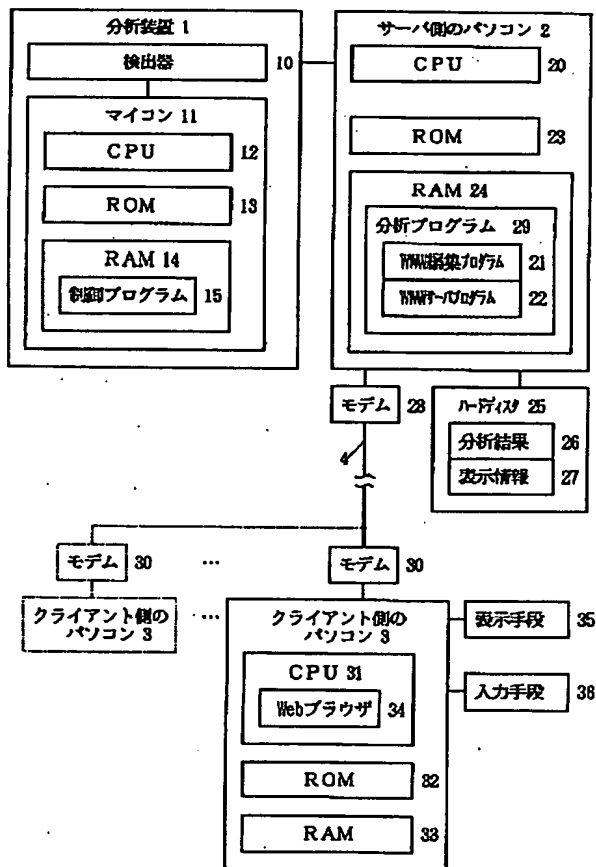 分析装置 1
検出器 10
マイコン 11
CPU 12
ROM 13
RAM 14
制御プログラム 15
サーバ側のパソコン 2
CPU 20
ROM 23
RAM 24
分析プログラム 29
WWW構築プログラム 21
WWWサーバプログラム 22
モデム 28
ハードディスク 25
分析結果 26
表示情報 27
4
モデム 30
…
モデム 30
クライアント側の
パソコン 3
…
クライアント側の
パソコン 3
CPU 31
Webブラウザ 34
ROM 32
RAM 33
表示手段 35
入力手段 36